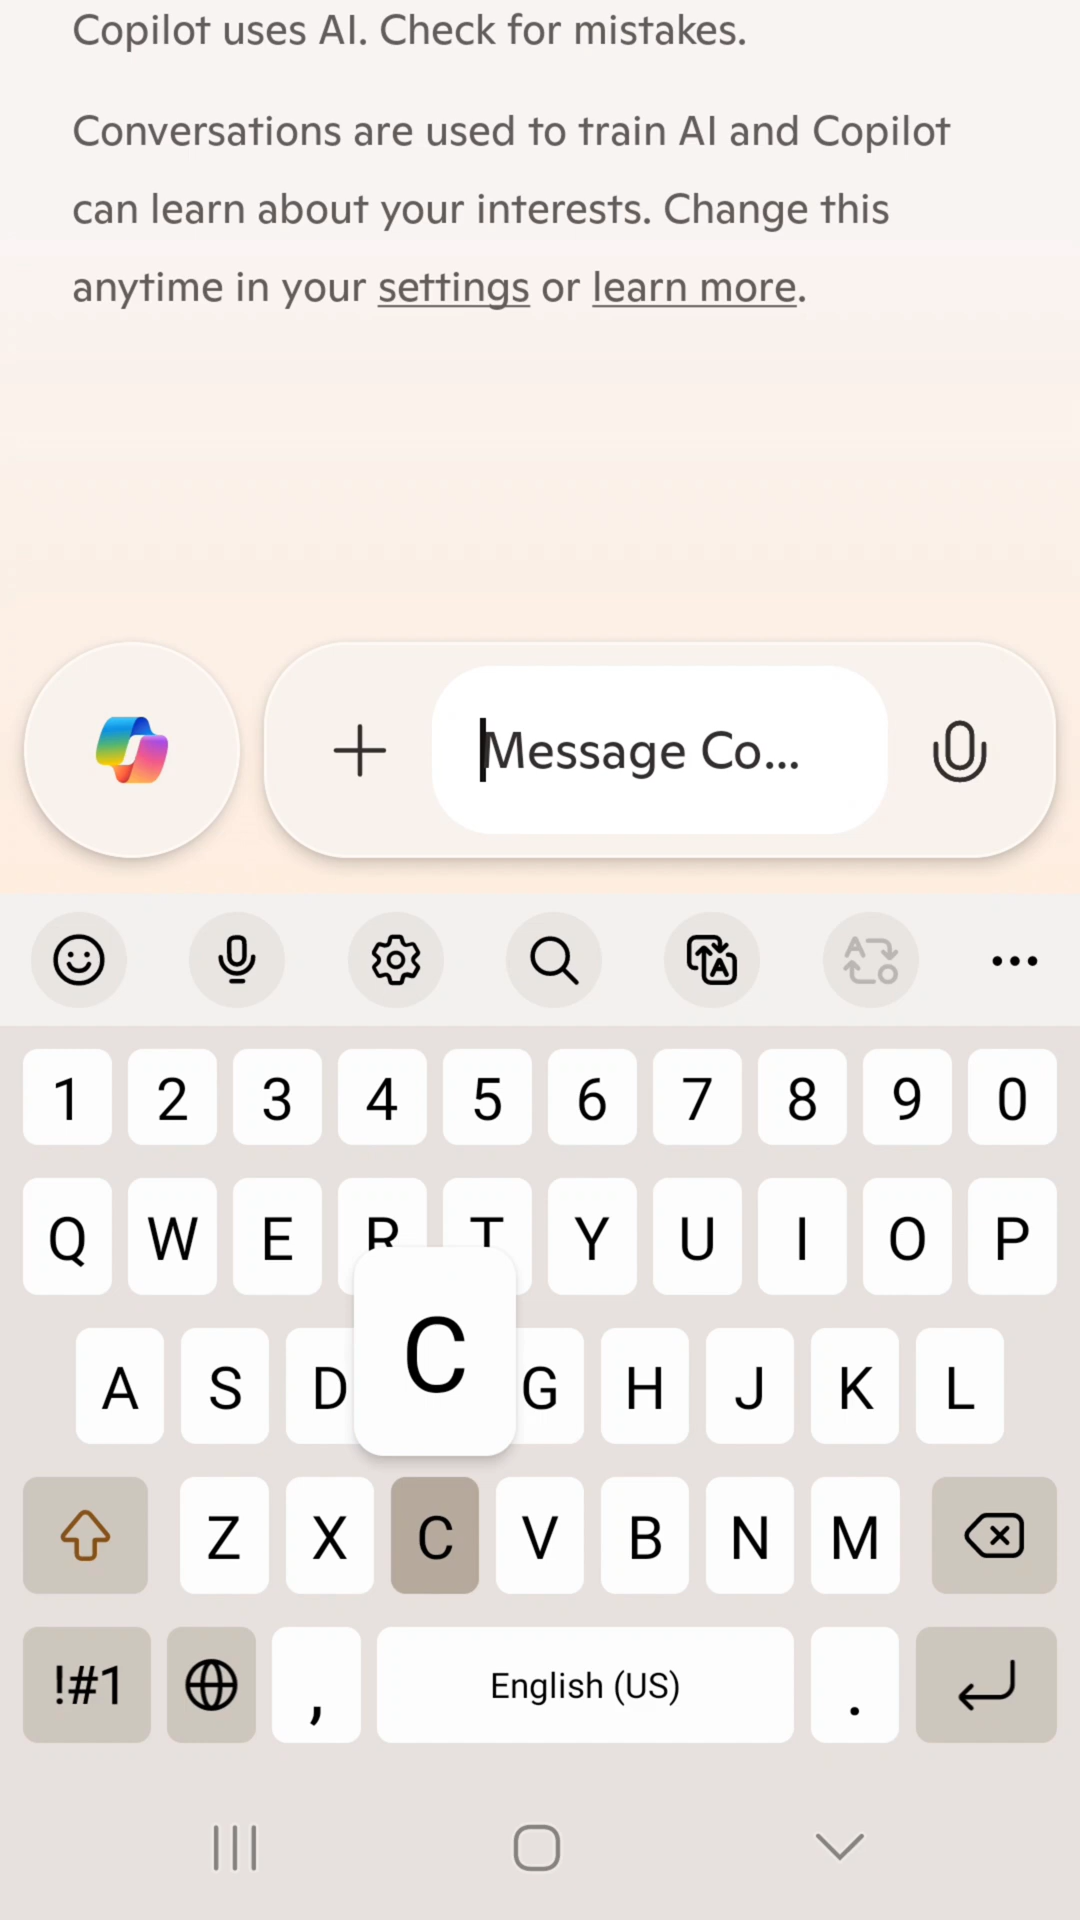 Copilot uses AI. Check for mistakes.
Conversations are used to train AI and Copilot
can learn about your interests. Change this
anytime in your settings or learn more.
Message Co...
1 2 3 4 5 6 7 8 9 0
Q W E R T Y U I O P
C
A S D G H J K L
Z X C V B N M
!#1 , English (US) .